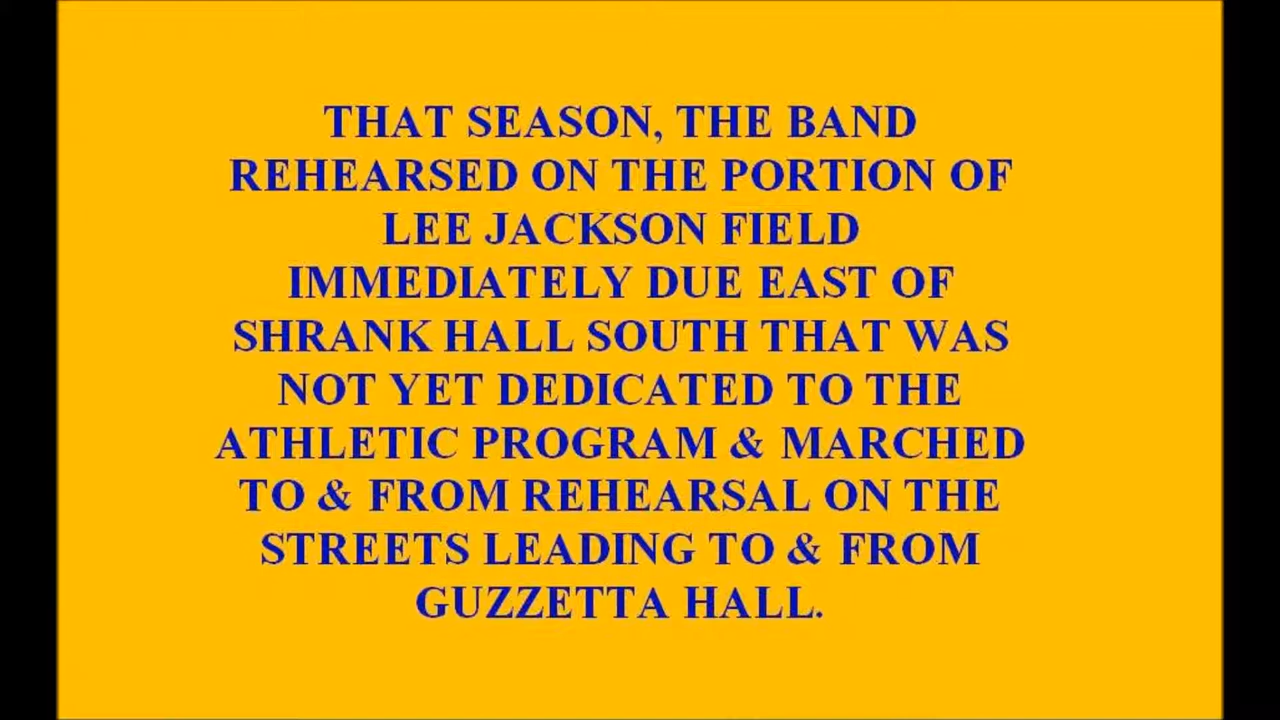 THAT SEASON, THE BAND
REHEARSED ON THE PORTION OF
LEE JACKSON FIELD
IMMEDIATELY DUE EAST OF
SHRANK HALL SOUTH THAT WAS
NOT YET DEDICATED TO THE
ATHLETIC PROGRAM & MARCHED
TO & FROM REHEARSAL ON THE
STREETS LEADING TO & FROM
GUZZETTA HALL.